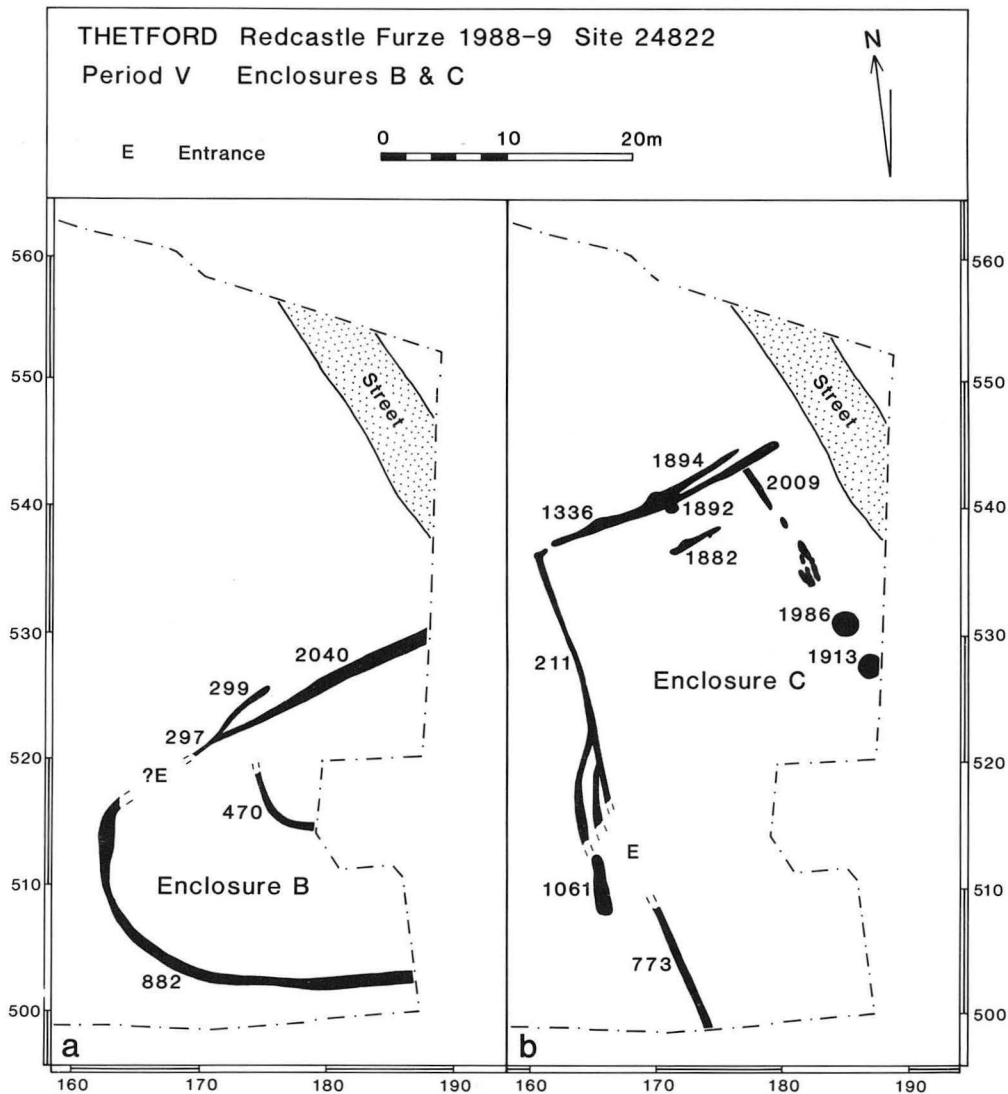 THETFORD Redcastle Furze 1988-9 Site 24822
Period V Enclosures B & C
N
E Entrance
0 10 20m
560
550
540
530
520
510
500
Street
2040
299
297
?E
470
Enclosure B
882
a
160 170 180 190
Street
1894
2009
1336
1892
1882
1986
1913
211
Enclosure C
E
1061
773
b
560
550
540
530
520
510
500
160 170 180 190